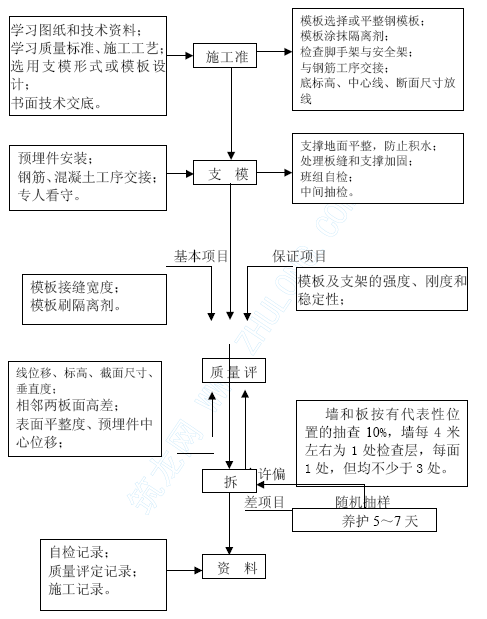 学习图纸和技术资料;
学习质量标准、施工工艺;
选用支模形式或模板设
计;
书面技术交底。
施工准
模板选择或平整钢模板;
模板涂抹隔离剂;
检查脚手架与安全架;
与钢筋工序交接;
底标高、中心线、断面尺寸放
线
预埋件安装;
钢筋、混凝土工序交接;
专人看守。
支 模
支撑地面平整,防止积水;
处理板缝和支撑加固;
班组自检;
中间抽检。
基本项目
保证项目
模板接缝宽度;
模板刷隔离剂。
模板及支架的强度、刚度和
稳定性;
线位移、标高、截面尺寸、
垂直度;
相邻两板面高差;
表面平整度、预埋件中
心位移;
质量评
墙和板按有代表性位
置的抽查 10%，墙每 4 米
左右为 1 处检查层，每面
1 处，但均不少于 3 处。
拆
许偏
差项目
随机抽样
养护 5～7 天
自检记录;
质量评定记录;
施工记录。
资 料
筑龙网 WWW.ZHULONG.COM